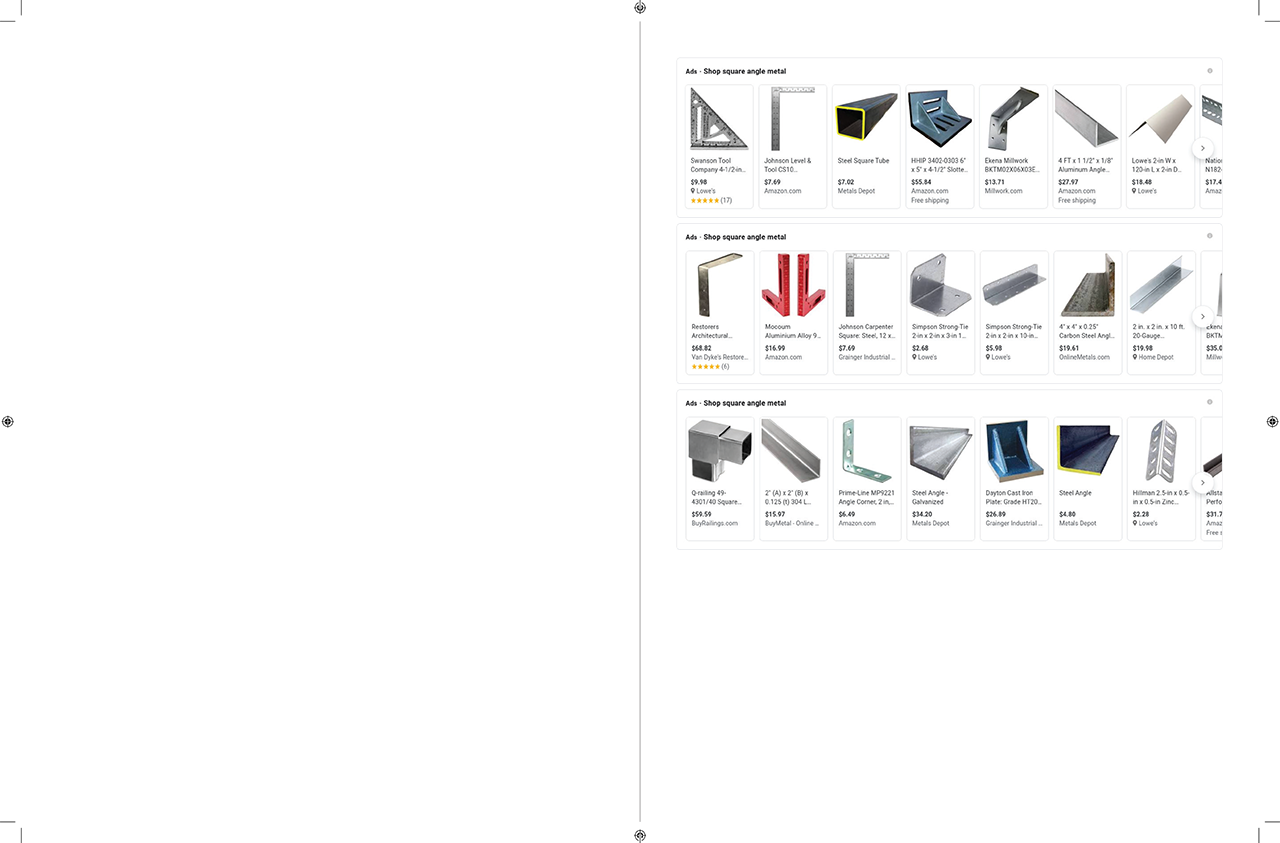 Ads · Shop square angle metal
Swanson Tool
Company 4-1/2-in...
$9.98
Lowe's
★★★★★ (17)
Johnson Level &
Tool CS10...
$7.69
Amazon.com
Steel Square Tube
$7.02
Metals Depot
HHIP 3402-0303 6"
x 5" x 4-1/2" Slotte...
$55.84
Amazon.com
Free shipping
Ekena Millwork
BKTM02X06X03E...
$13.71
Millwork.com
4 FT x 1 1/2" x 1/8"
Aluminum Angle...
$27.97
Amazon.com
Free shipping
Lowe's 2-in W x
120-in L x 2-in D...
$18.48
Lowe's
Natio
N182-
$17.4
Amaz
Ads · Shop square angle metal
Restorers
Architectural...
$68.82
Van Dyke's Restore...
★★★★★ (6)
Mocoum
Aluminium Alloy 9...
$16.99
Amazon.com
Johnson Carpenter
Square: Steel, 12 x...
$7.69
Grainger Industrial ...
Simpson Strong-Tie
2-in x 2-in x 3-in 1...
$2.68
Lowe's
Simpson Strong-Tie
2-in x 2-in x 10-in...
$5.98
Lowe's
4" x 4" x 0.25"
Carbon Steel Angl...
$19.61
OnlineMetals.com
2 in. x 2 in. x 10 ft.
20-Gauge...
$19.98
Home Depot
Ekena
BKTM
$35.0
Millw
Ads · Shop square angle metal
Q-railing 49-
4301/40 Square...
$59.59
BuyRailings.com
2" (A) x 2" (B) x
0.125 (t) 304 L...
$15.97
BuyMetal - Online ...
Prime-Line MP9221
Angle Corner, 2 in,...
$6.49
Amazon.com
Steel Angle -
Galvanized
$34.20
Metals Depot
Dayton Cast Iron
Plate: Grade HT20...
$26.89
Grainger Industrial ...
Steel Angle
$4.80
Metals Depot
Hillman 2.5-in x 0.5-
in x 0.5-in Zinc...
$2.28
Lowe's
Allsta
Perfo
$31.7
Amaz
Free s